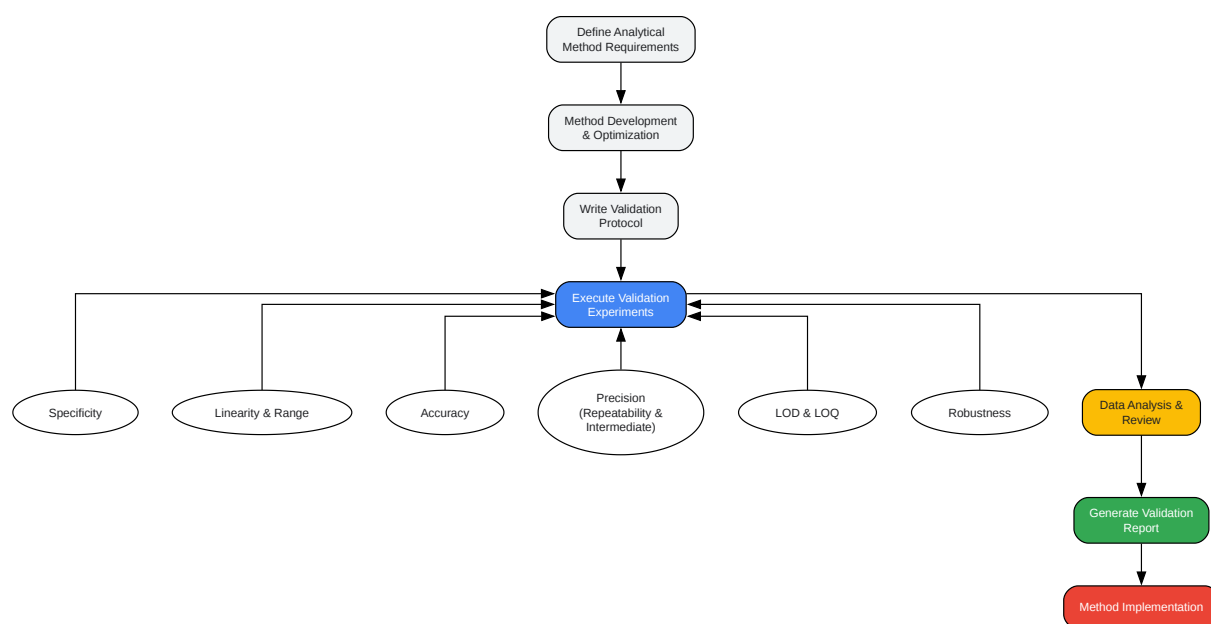 Define Analytical
Method Requirements
Method Development
& Optimization
Write Validation
Protocol
Execute Validation
Experiments
Specificity
Linearity & Range
Accuracy
Precision
(Repeatability &
Intermediate)
LOD & LOQ
Robustness
Data Analysis &
Review
Generate Validation
Report
Method Implementation